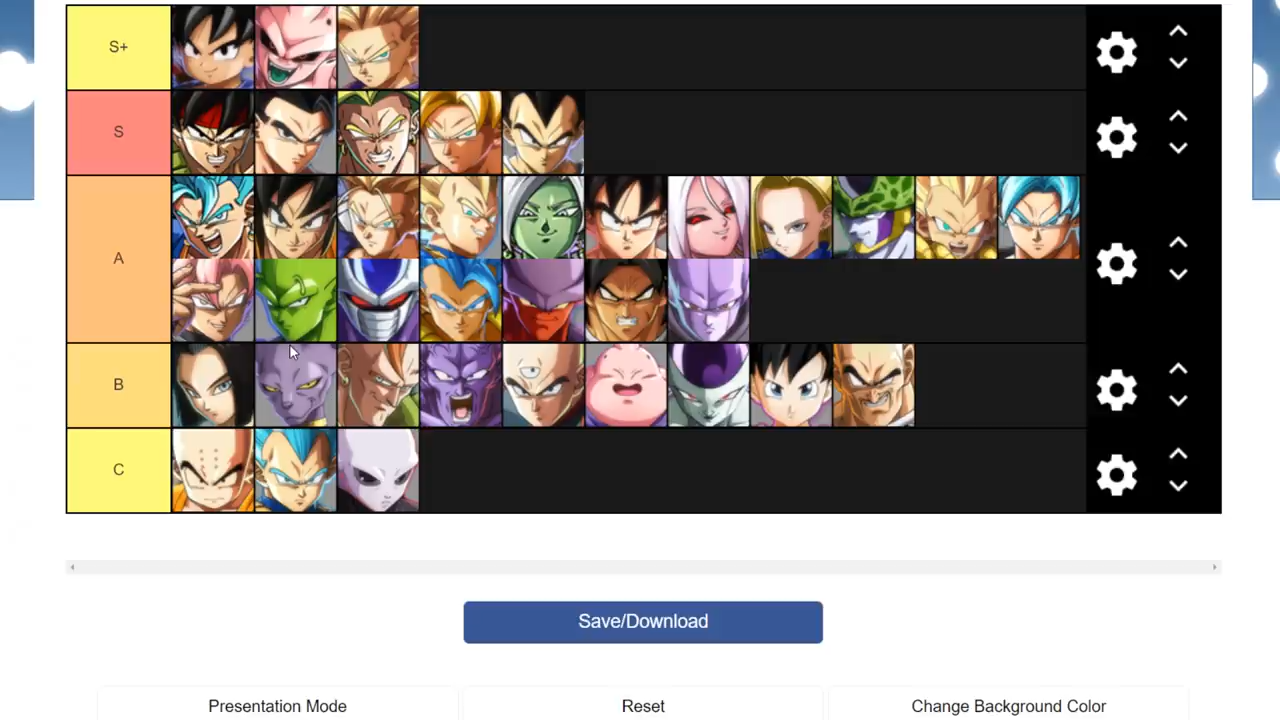 S+
S
A
B
C
Save/Download
Presentation Mode
Reset
Change Background Color